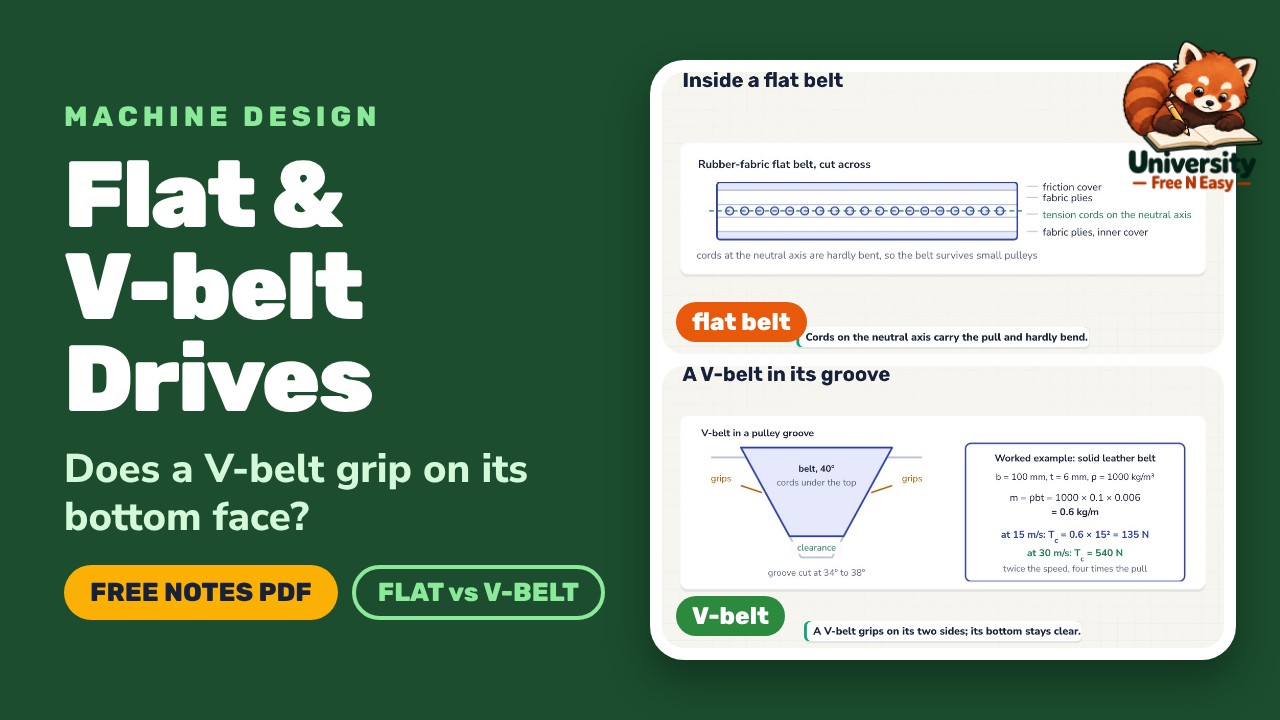 MACHINE DESIGN
Flat &
V-belt
Drives
Does a V-belt grip on its
bottom face?
FREE NOTES PDF
FLAT vs V-BELT
Inside a flat belt
Rubber-fabric flat belt, cut across
friction cover
fabric plies
tension cords on the neutral axis
fabric plies, inner cover
cords at the neutral axis are hardly bent, so the belt survives small pulleys
flat belt
Cords on the neutral axis carry the pull and hardly bend.
A V-belt in its groove
V-belt in a pulley groove
belt, 40°
cords under the top
grips
grips
clearance
groove cut at 34° to 38°
Worked example: solid leather belt
b = 100 mm, t = 6 mm, ρ = 1000 kg/m³
m = ρbt = 1000 × 0.1 × 0.006
= 0.6 kg/m
at 15 m/s: Tc = 0.6 × 15² = 135 N
at 30 m/s: Tc = 540 N
twice the speed, four times the pull
V-belt
A V-belt grips on its two sides; its bottom stays clear.
University
Free N Easy